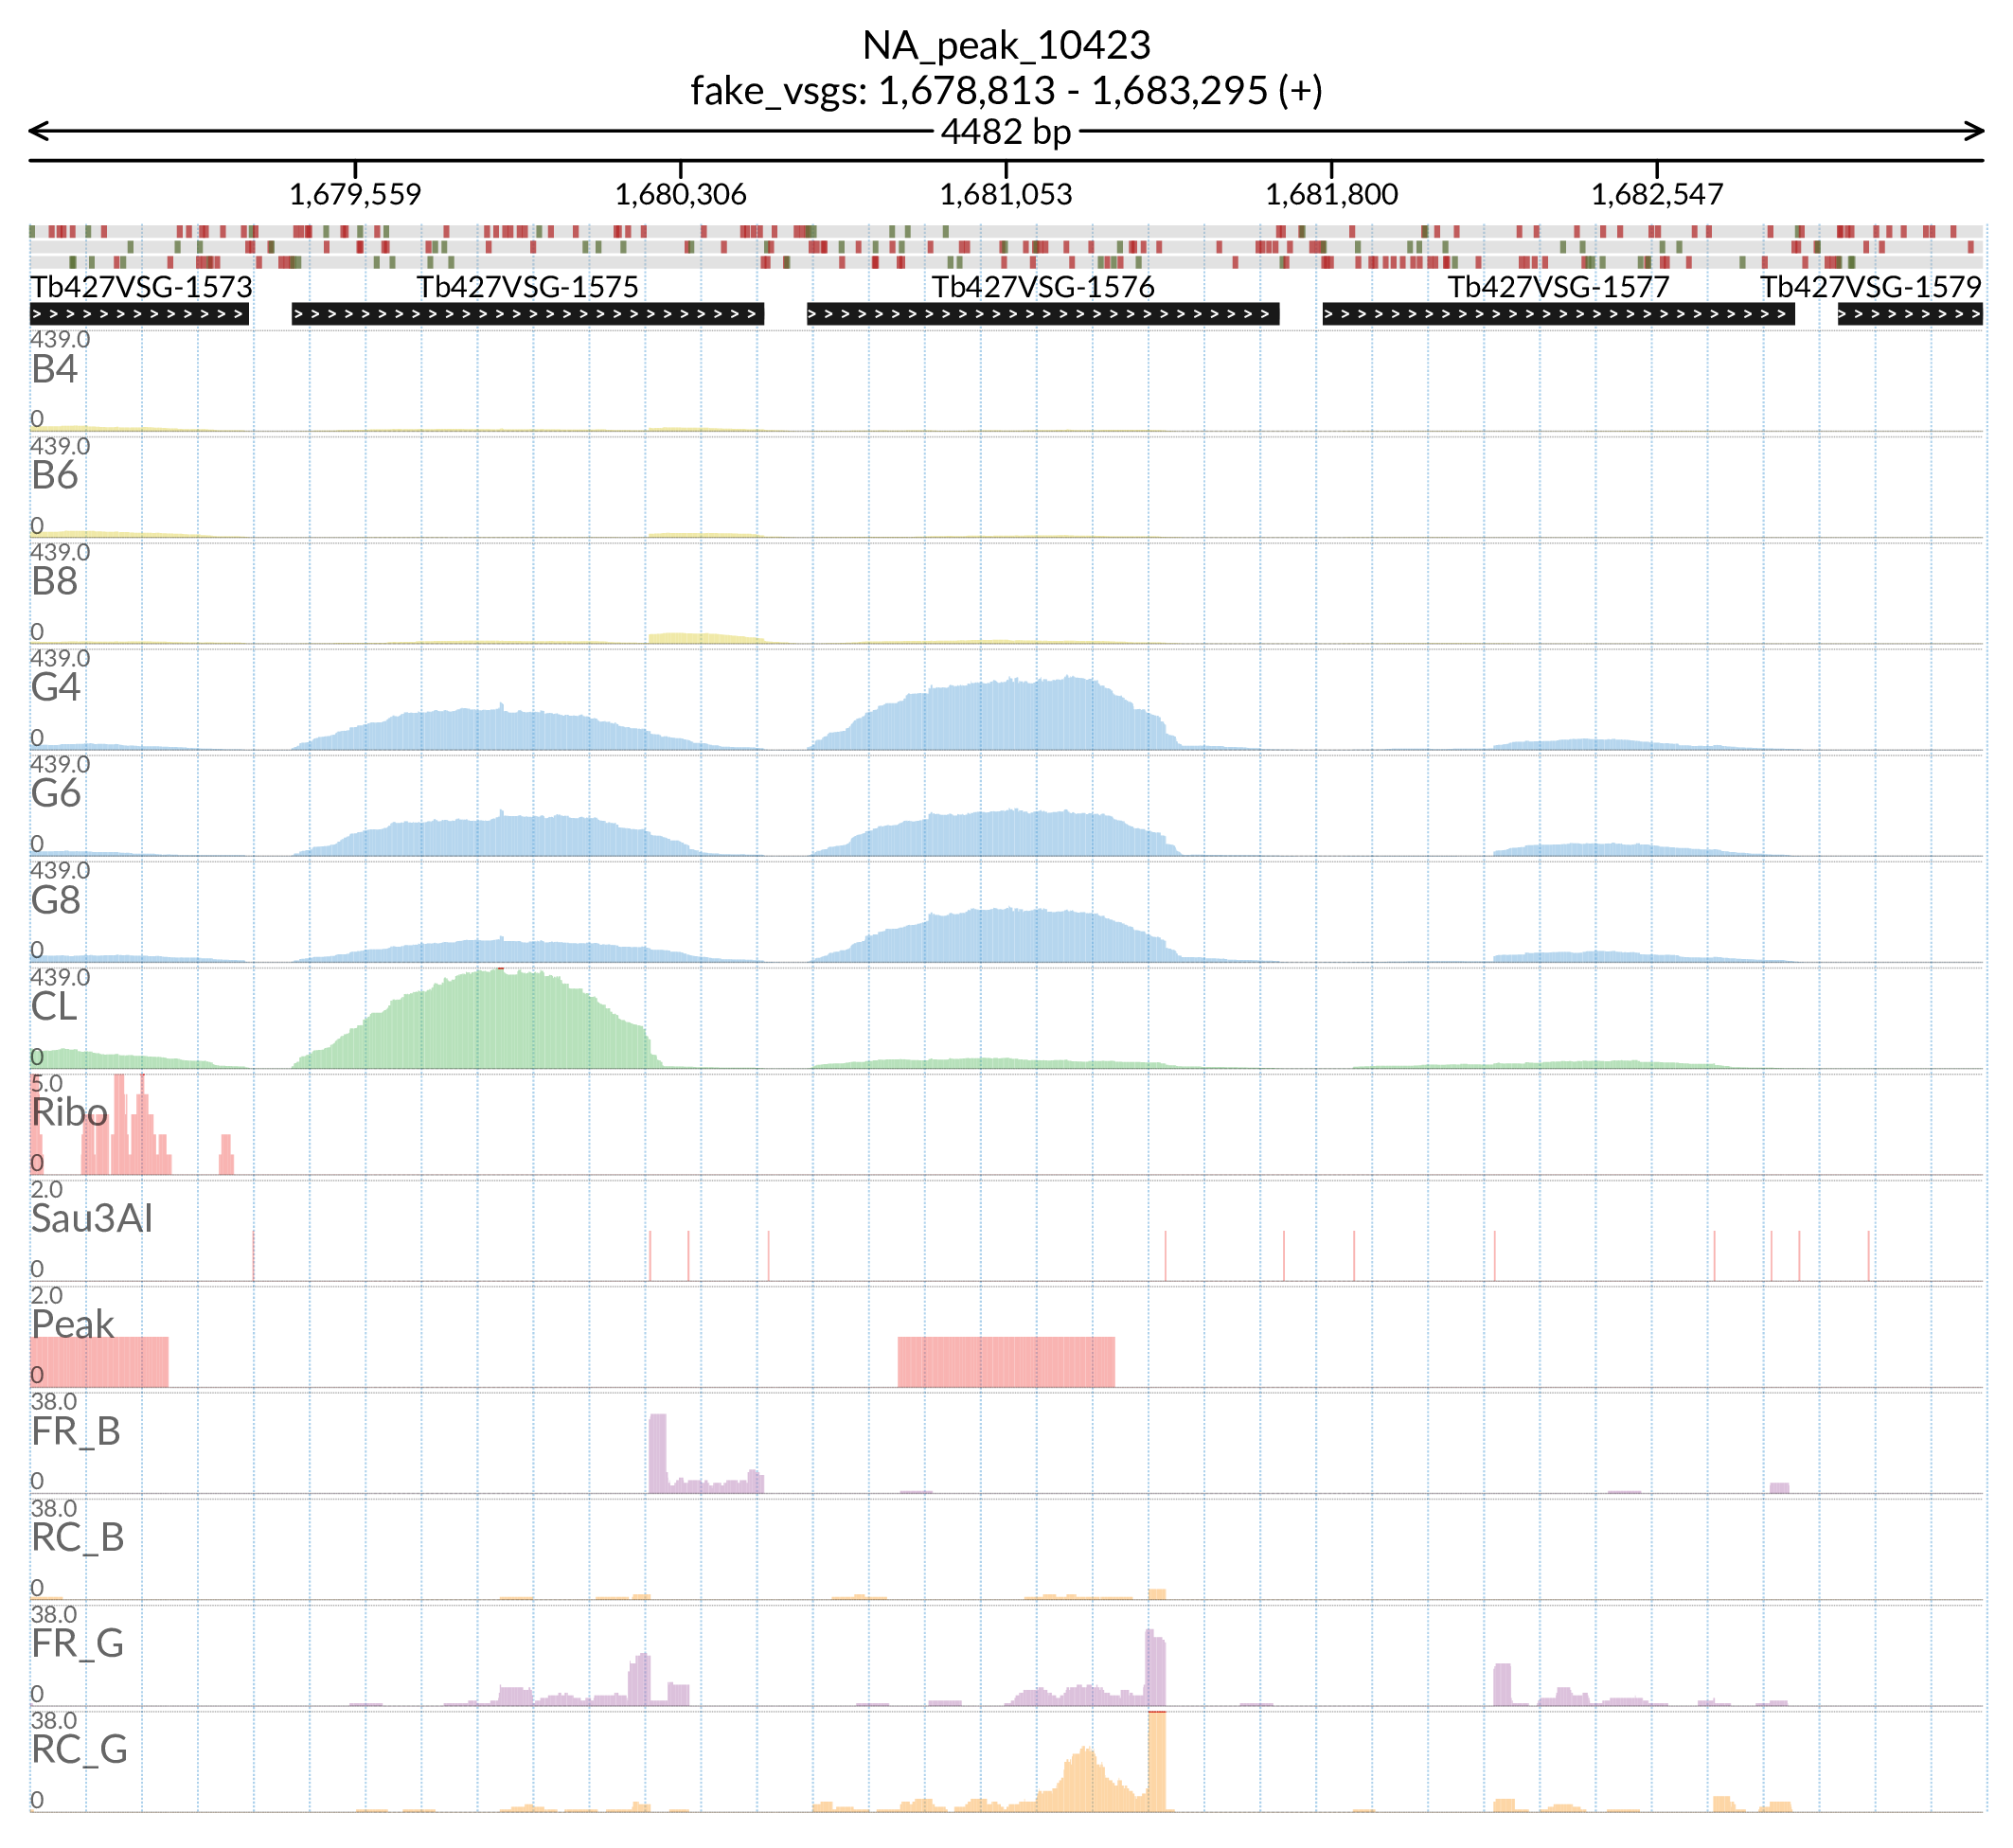 NA_peak_10423
fake_vsgs: 1,678,813 - 1,683,295 (+)
4482 bp
1,679,559 1,680,306 1,681,053 1,681,800 1,682,547
Tb427VSG-1573 Tb427VSG-1575 Tb427VSG-1576 Tb427VSG-1577 Tb427VSG-1579
439.0
B4
0
439.0
B6
0
439.0
B8
0
439.0
G4
0
439.0
G6
0
439.0
G8
0
439.0
CL
0
5.0
Ribo
0
2.0
Sau3AI
0
2.0
Peak
0
38.0
FR_B
0
38.0
RC_B
0
38.0
FR_G
0
38.0
RC_G
0